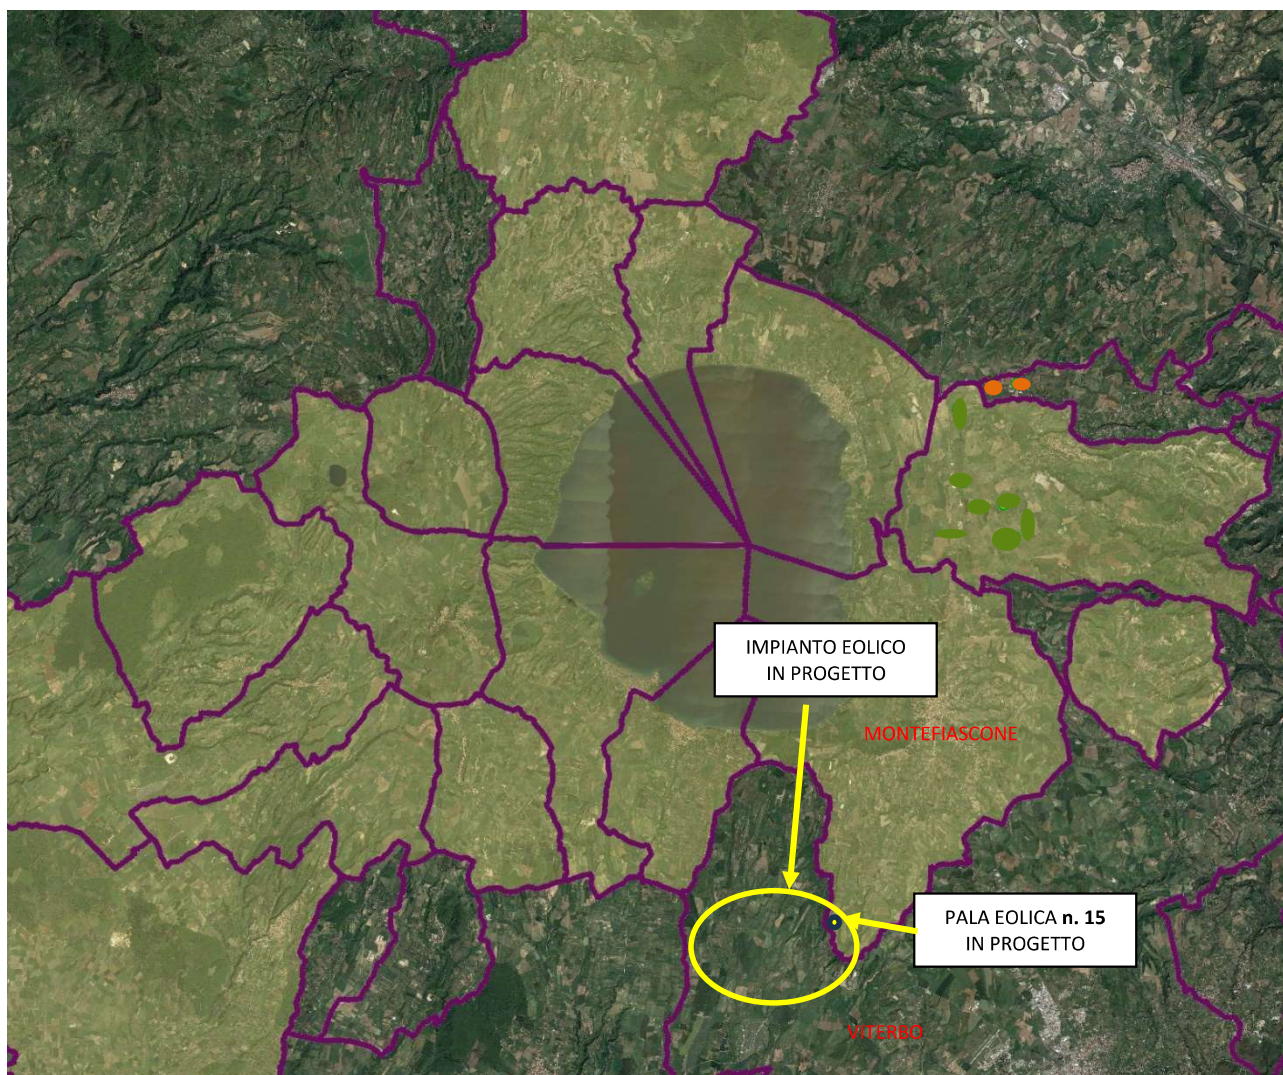 IMPIANTO EOLICO
IN PROGETTO
MONTEFIASCONE
PALA EOLICA n. 15
IN PROGETTO
VITERBO